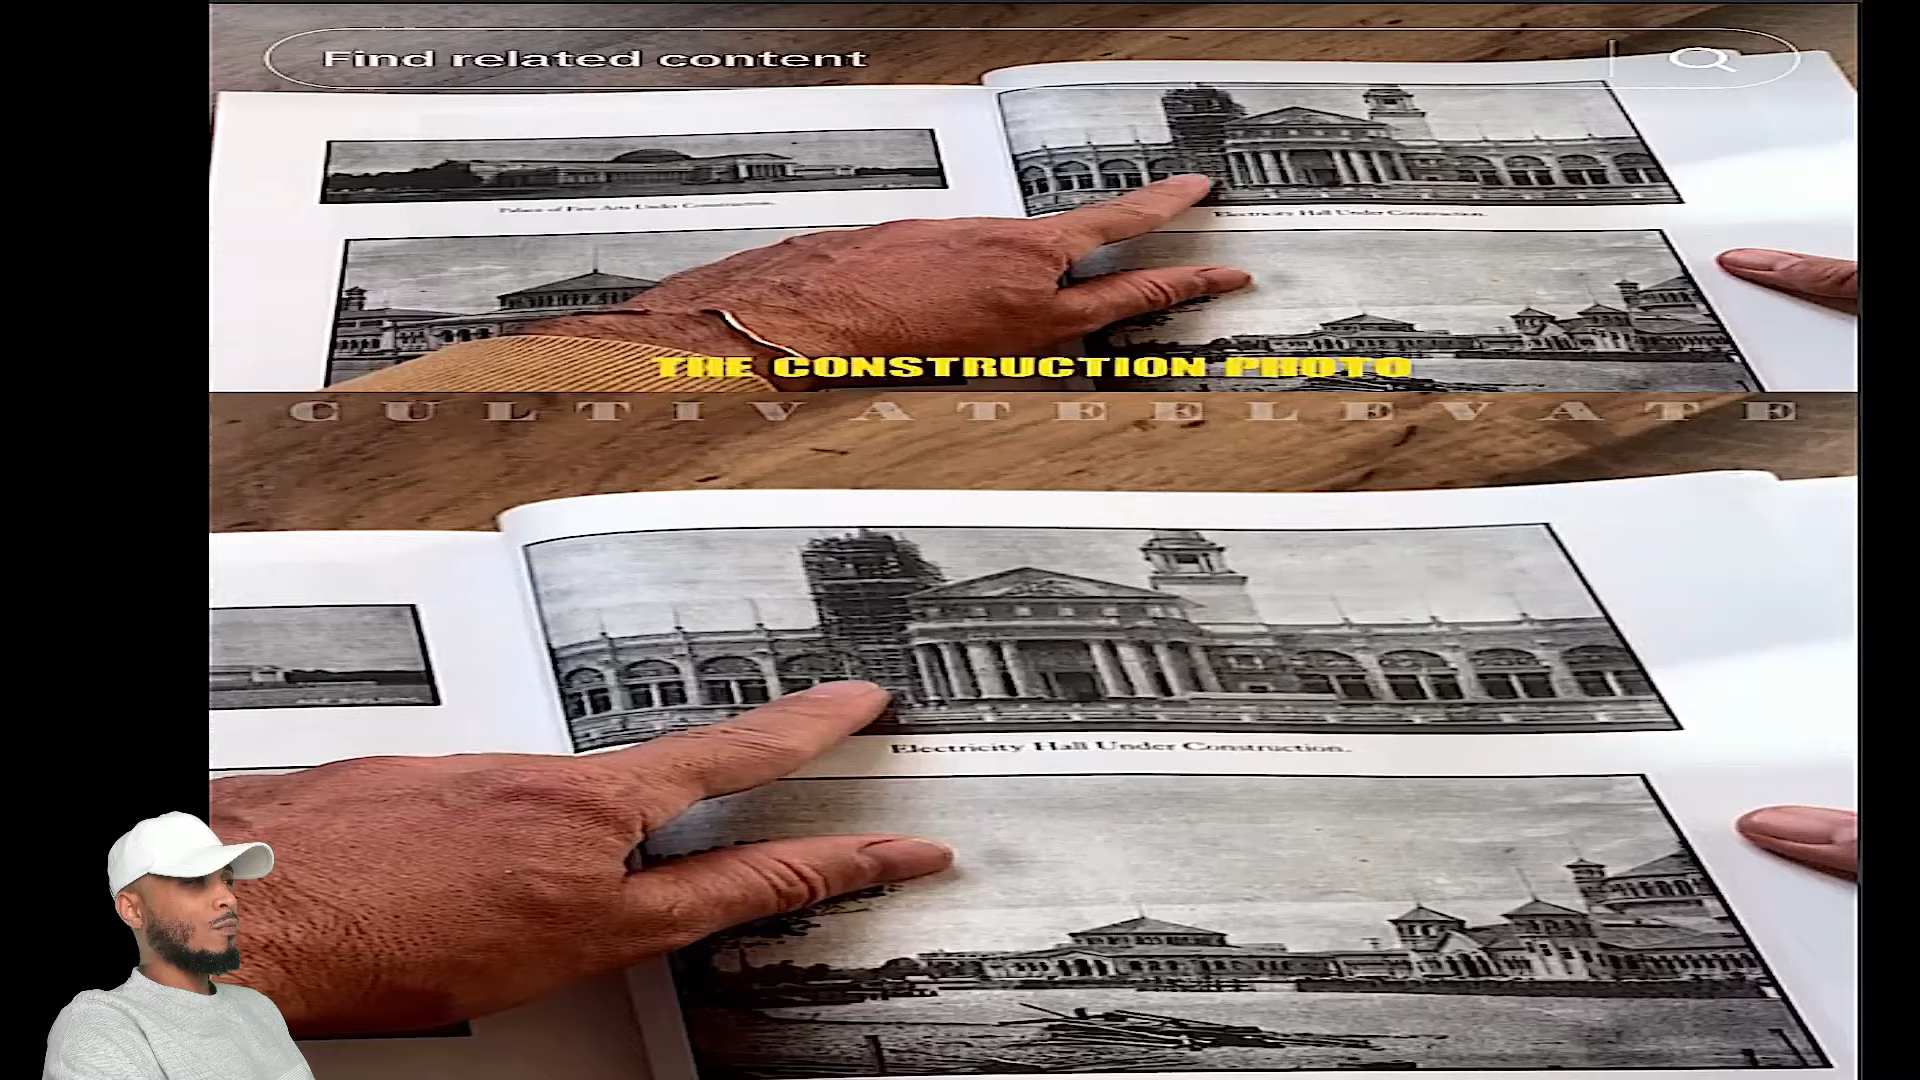 Find related content
Palace of Fine Arts Under Construction.
Electricity Hall Under Construction.
THE CONSTRUCTION PHOTO
CULTIVATEELEVATE
Electricity Hall Under Construction.